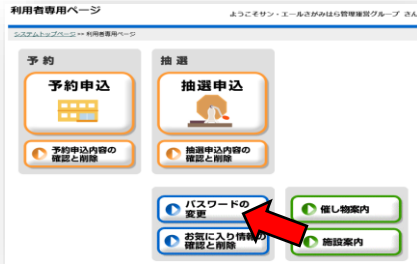 利用者専用ページ
ようこそサン・エールさがみはら管理運営グループ さん
システムトップページ >> 利用者専用ページ
予約
抽選
予約申込
抽選申込
予約申込内容の
確認と削除
抽選申込内容の
確認と削除
パスワードの
変更
催し物案内
お気に入り情報の
確認と削除
施設案内